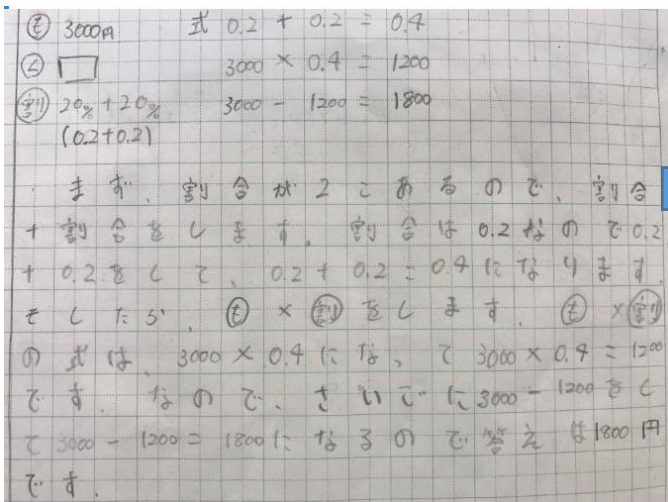 も 3000円 式 0.2 + 0.2 = 0.4
く □ 3000 × 0.4 = 1200
割 20% + 20% 3000 - 1200 = 1800
(0.2+0.2)
まず、割合が2こあるので、割合
+割合をします。割合は0.2なので0.2
+0.2をして、0.2+0.2=0.4になります。
そしたら、も×割をします。も×割
の式は、3000×0.4になって3000×0.4=1200
です。なので、さいごに3000-1200をし
て3000-1200=1800になるので答えは1800円
です。